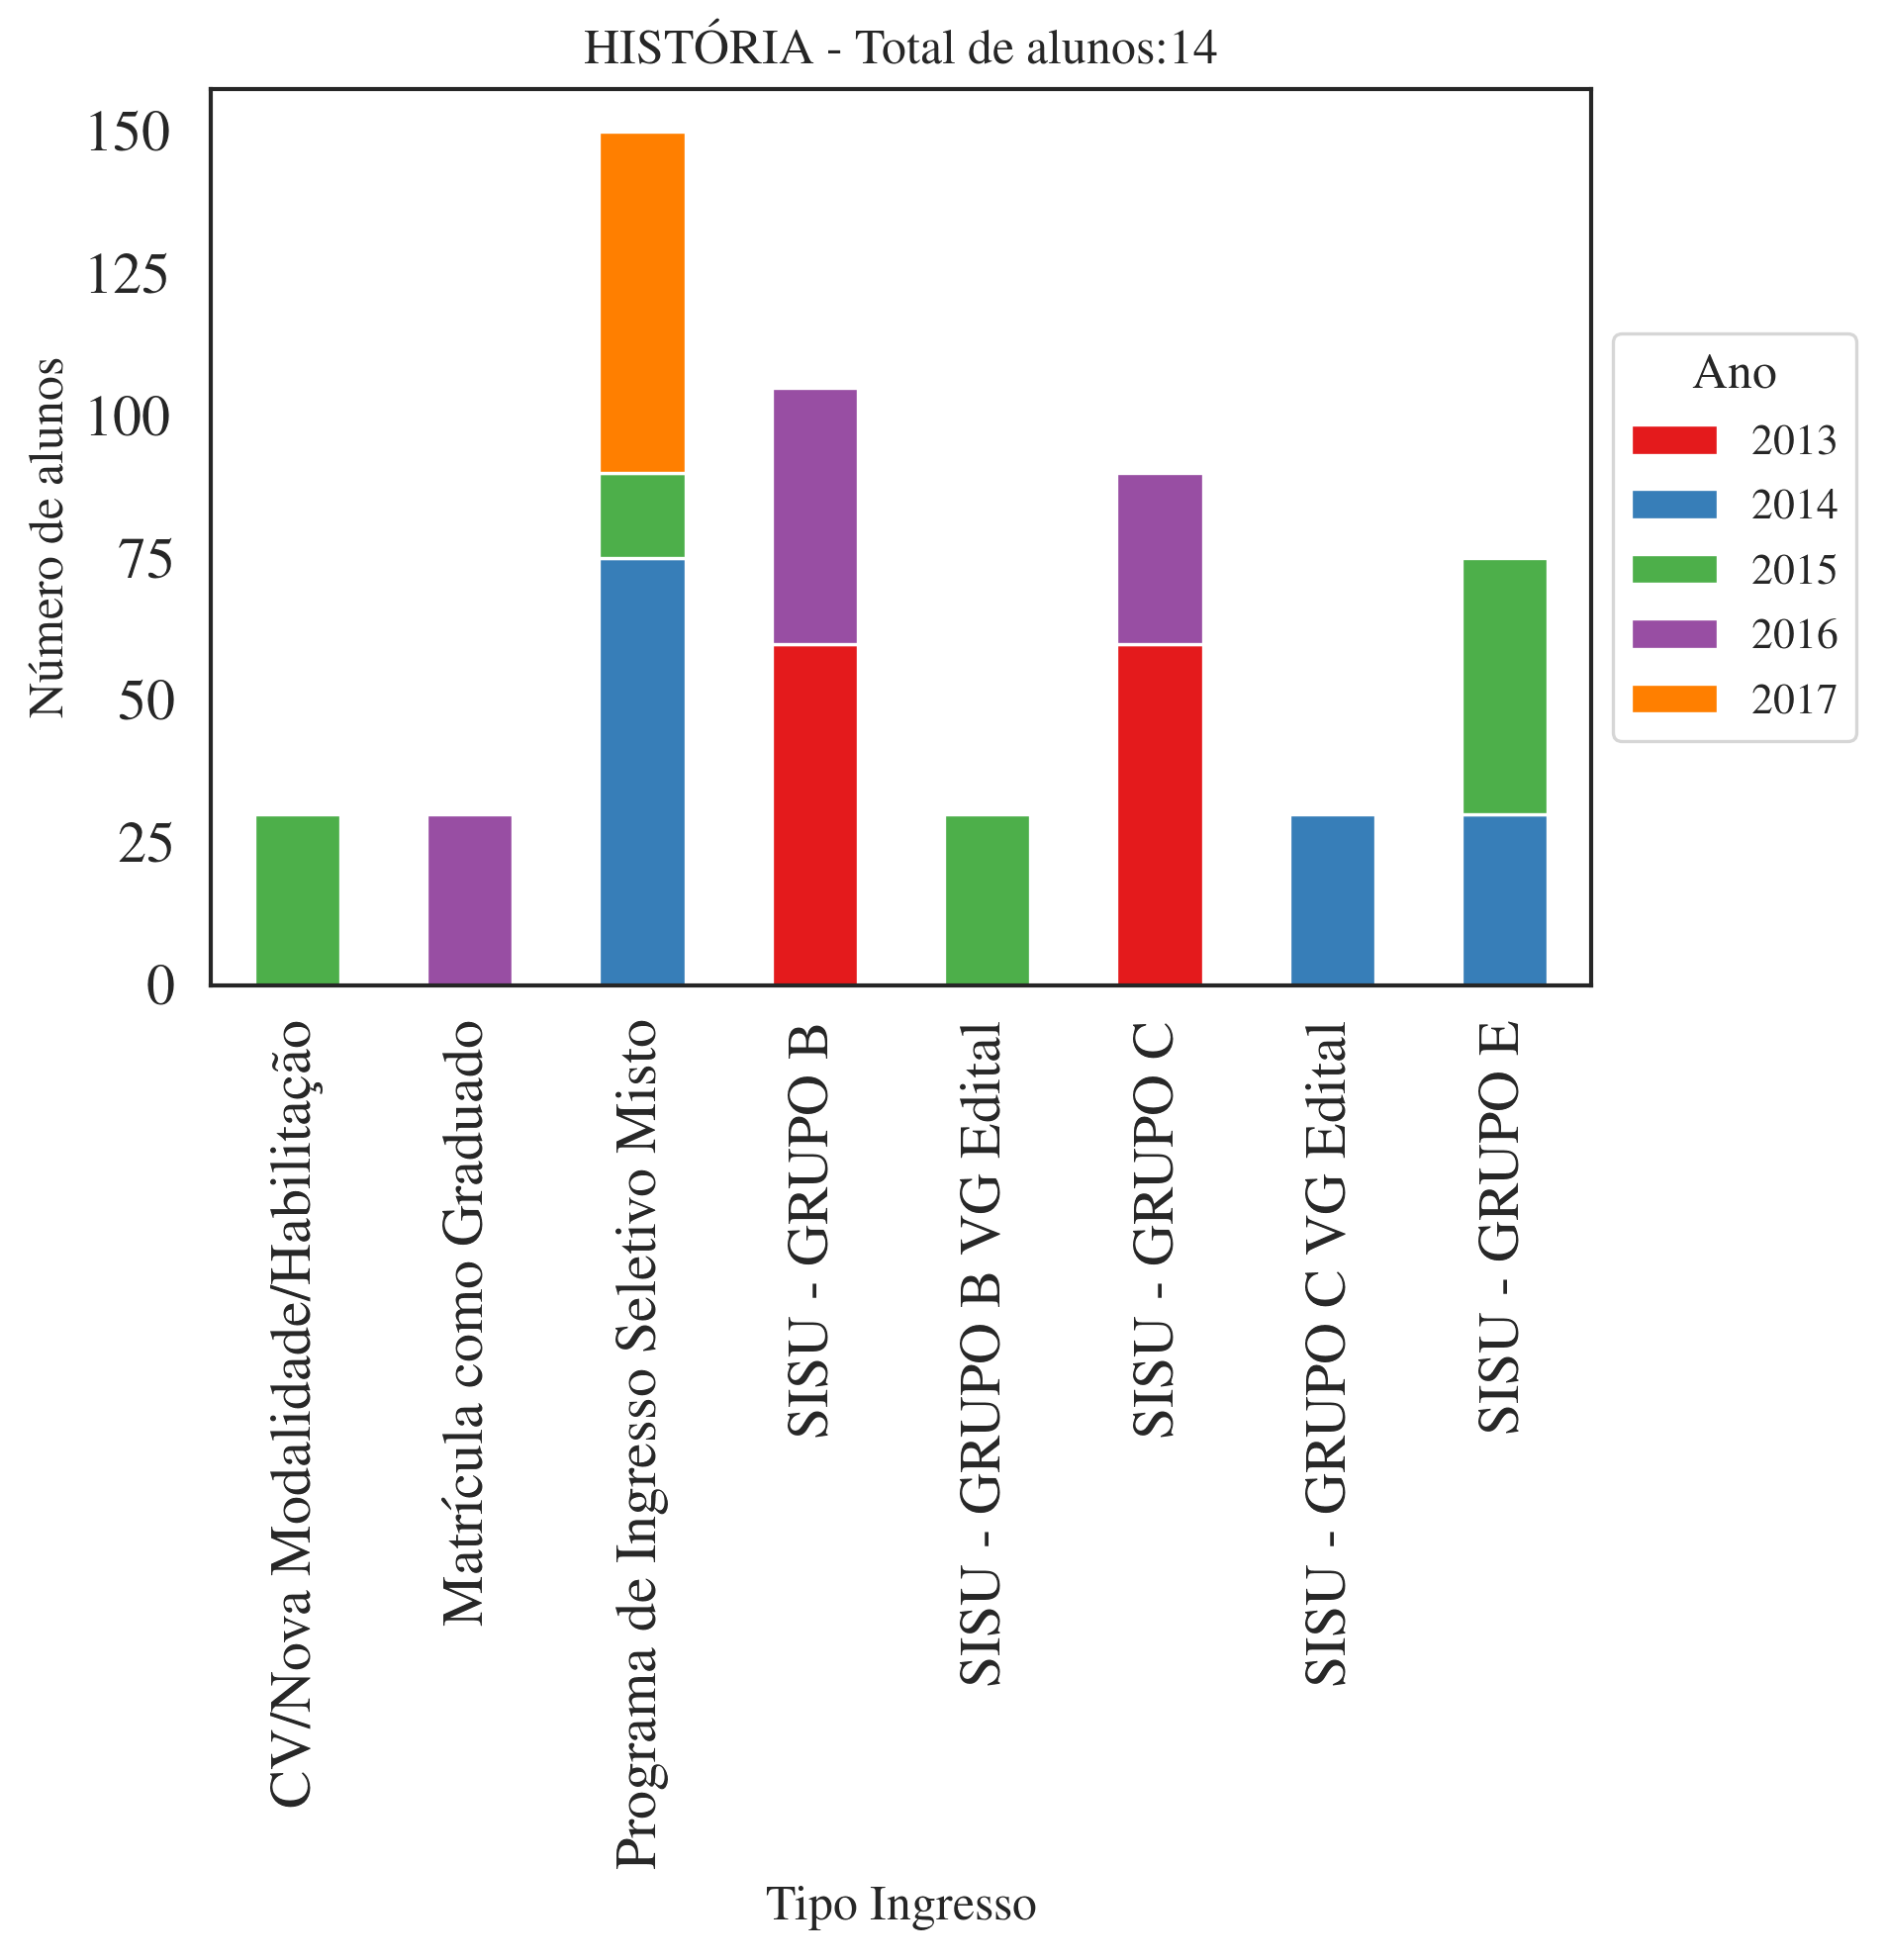 HISTÓRIA - Total de alunos:14
150
125
100
75
50
25
0
Número de alunos
Ano
2013
2014
2015
2016
2017
CV/Nova Modalidade/Habilitação
Matrícula como Graduado
Programa de Ingresso Seletivo Misto
SISU - GRUPO B
SISU - GRUPO B VG Edital
SISU - GRUPO C
SISU - GRUPO C VG Edital
SISU - GRUPO E
Tipo Ingresso